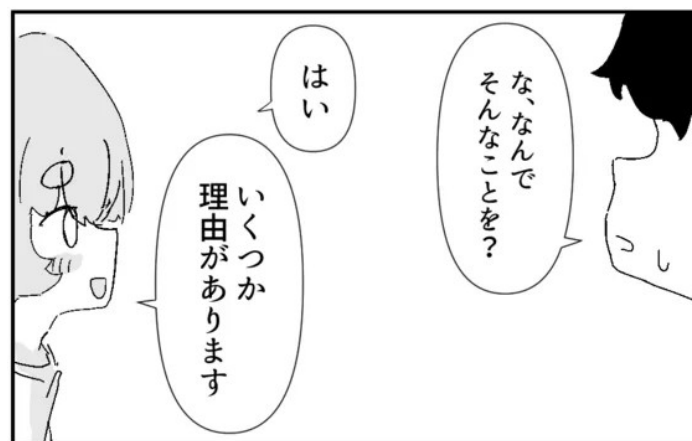 な、なんで
そんなことを？
はい
いくつか
理由があります